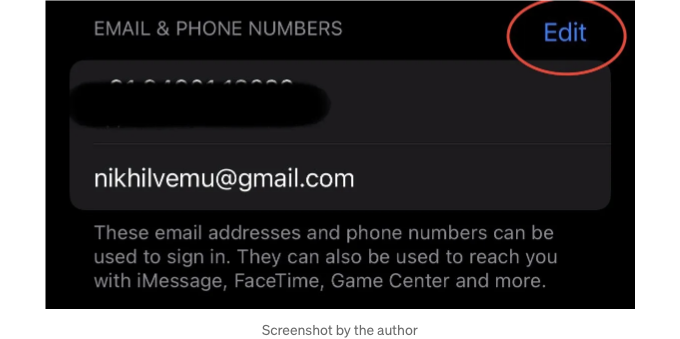 EMAIL & PHONE NUMBERS
Edit
nikhilvemu@gmail.com
These email addresses and phone numbers can be
used to sign in. They can also be used to reach you
with iMessage, FaceTime, Game Center and more.
Screenshot by the author